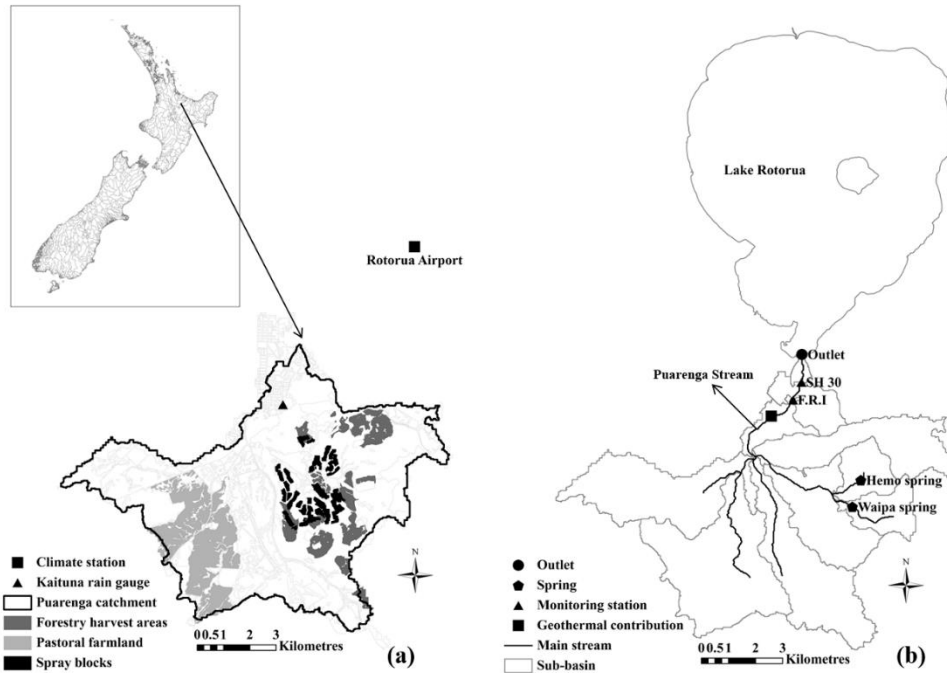 Rotorua Airport
N
Climate station
Kaituna rain gauge
Puarenga catchment
Forestry harvest areas
Pastoral farmland
Spray blocks
0 0.5 1 2 3
Kilometres
(a)
Lake Rotorua
Outlet
SH 30
Puarenga Stream
F.R.I
Hemo spring
Waipa spring
N
Outlet
Spring
Monitoring station
Geothermal contribution
Main stream
Sub-basin
0 0.5 1 2 3
Kilometres
(b)